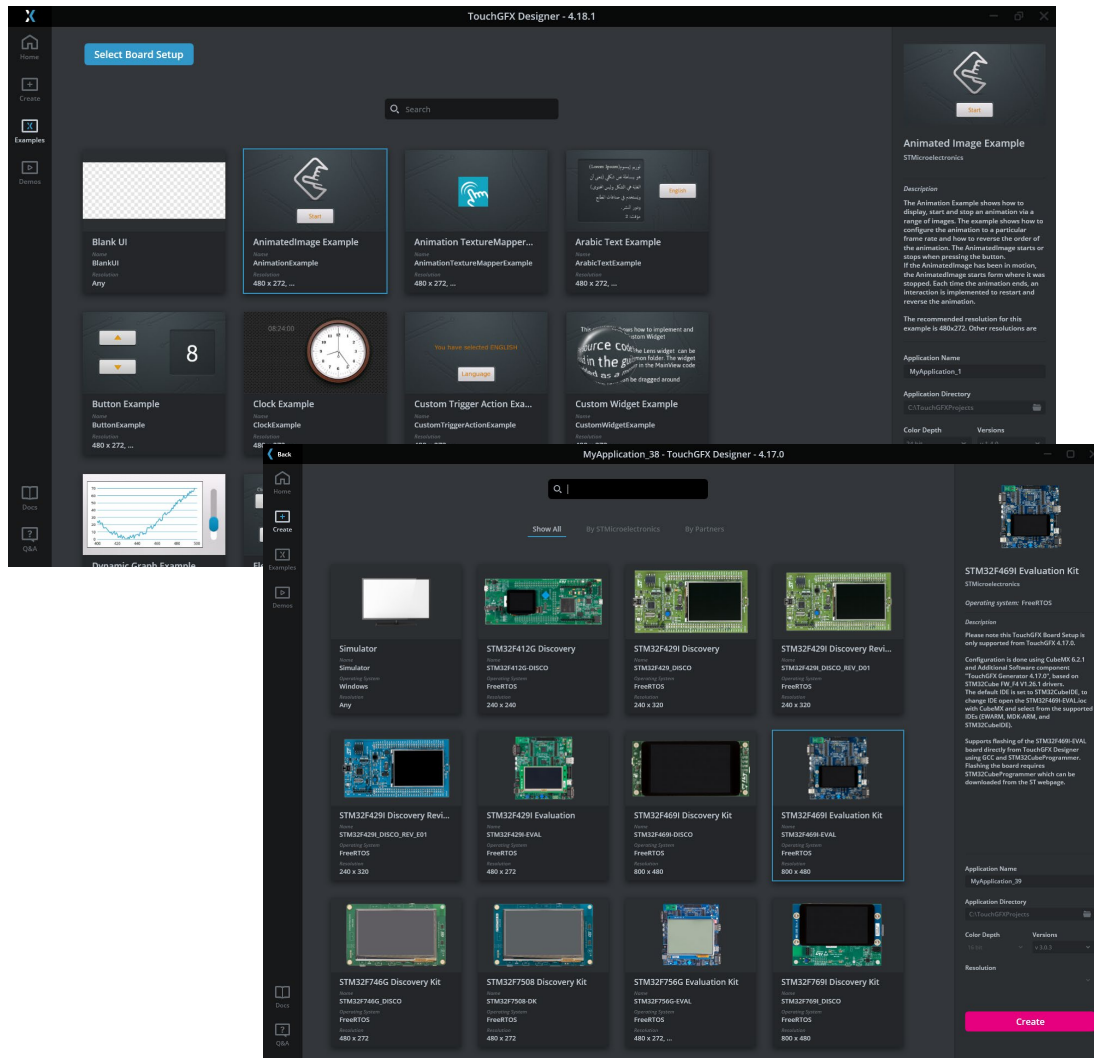 TouchGFX Designer - 4.18.1
Home
Create
Examples
Demos
Docs
Q&A
Select Board Setup
Search
Blank UI
Name
BlankUI
Resolution
Any
Start
AnimatedImage Example
Name
AnimationExample
Resolution
480 x 272, ...
Animation TextureMapper...
Name
AnimationTextureMapperExample
Resolution
480 x 272, ...
English
Arabic Text Example
Name
ArabicTextExample
Resolution
480 x 272, ...
8
Button Example
Name
ButtonExample
Resolution
480 x 272, ...
08:24:00
Clock Example
Name
ClockExample
Resolution
You have selected ENGLISH
Language
Custom Trigger Action Exa...
Name
CustomTriggerActionExample
Resolution
Custom Widget Example
Name
CustomWidgetExample
Resolution
Dynamic Graph Example
Start
Animated Image Example
STMicroelectronics
Description
The Animation Example shows how to
display, start and stop an animation via a
range of images. The example shows how to
configure the animation to a particular
frame rate and how to reverse the order of
the animation. The AnimatedImage starts or
stops when pressing the button.
If the AnimatedImage has been in motion,
the AnimatedImage starts form where it was
stopped. Each time the animation ends, an
interaction is implemented to restart and
reverse the animation.
The recommended resolution for this
example is 480x272. Other resolutions are
Application Name
MyApplication_1
Application Directory
C:\TouchGFXProjects
Color Depth Versions
Back
MyApplication_38 - TouchGFX Designer - 4.17.0
Home
Create
Examples
Demos
Docs
Q&A
Show All By STMicroelectronics By Partners
Simulator
Name
Simulator
Operating System
Windows
Resolution
Any
STM32F412G Discovery
Name
STM32F412G-DISCO
Operating System
FreeRTOS
Resolution
240 x 240
STM32F429I Discovery
Name
STM32F429_DISCO
Operating System
FreeRTOS
Resolution
240 x 320
STM32F429I Discovery Revi...
Name
STM32F429I_DISCO_REV_D01
Operating System
FreeRTOS
Resolution
240 x 320
STM32F429I Discovery Revi...
Name
STM32F429I_DISCO_REV_E01
Operating System
FreeRTOS
Resolution
240 x 320
STM32F429I Evaluation
Name
STM32F429I-EVAL
Operating System
FreeRTOS
Resolution
480 x 272
STM32F469I Discovery Kit
Name
STM32F469I-DISCO
Operating System
FreeRTOS
Resolution
800 x 480
STM32F469I Evaluation Kit
Name
STM32F469I-EVAL
Operating System
FreeRTOS
Resolution
800 x 480
STM32F746G Discovery Kit
Name
STM32F746G_DISCO
Operating System
FreeRTOS
Resolution
480 x 272
STM32F7508 Discovery Kit
Name
STM32F7508-DK
Operating System
FreeRTOS
Resolution
480 x 272
STM32F756G Evaluation Kit
Name
STM32F756G-EVAL
Operating System
FreeRTOS
Resolution
480 x 272, ...
STM32F769I Discovery Kit
Name
STM32F769I_DISCO
Operating System
FreeRTOS
Resolution
800 x 480
STM32F469I Evaluation Kit
STMicroelectronics
Operating system: FreeRTOS
Description
Please note this TouchGFX Board Setup is
only supported from TouchGFX 4.17.0.
Configuration is done using CubeMX 6.2.1
and Additional Software component
"TouchGFX Generator 4.17.0", based on
STM32Cube FW_F4 V1.26.1 drivers.
The default IDE is set to STM32CubeIDE, to
change IDE open the STM32F469I-EVAL.ioc
with CubeMX and select from the supported
IDEs (EWARM, MDK-ARM, and
STM32CubeIDE).
Supports flashing of the STM32F469I-EVAL
board directly from TouchGFX Designer
using GCC and STM32CubeProgrammer.
Flashing the board requires
STM32CubeProgrammer which can be
downloaded from the ST webpage.
Application Name
MyApplication_39
Application Directory
C:\TouchGFXProjects
Color Depth Versions
16 bit v 3.0.3
Resolution
Create